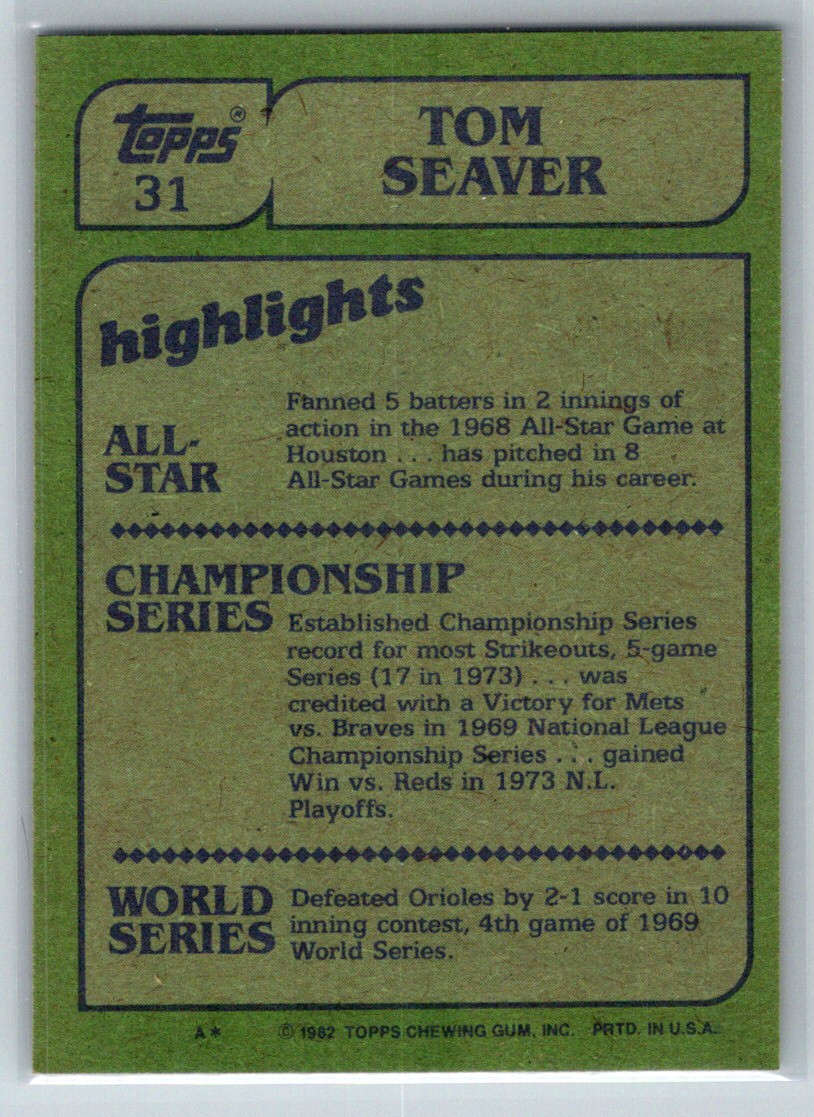 topps®
31
TOM
SEAVER
highlights
ALL-
STAR
Fanned 5 batters in 2 innings of
action in the 1968 All-Star Game at
Houston . . . has pitched in 8
All-Star Games during his career.
CHAMPIONSHIP
SERIES
Established Championship Series
record for most Strikeouts, 5-game
Series (17 in 1973) . . . was
credited with a Victory for Mets
vs. Braves in 1969 National League
Championship Series . . . gained
Win vs. Reds in 1973 N.L.
Playoffs.
WORLD
SERIES
Defeated Orioles by 2-1 score in 10
inning contest, 4th game of 1969
World Series.
A* © 1982 TOPPS CHEWING GUM, INC. PRTD. IN U.S.A.